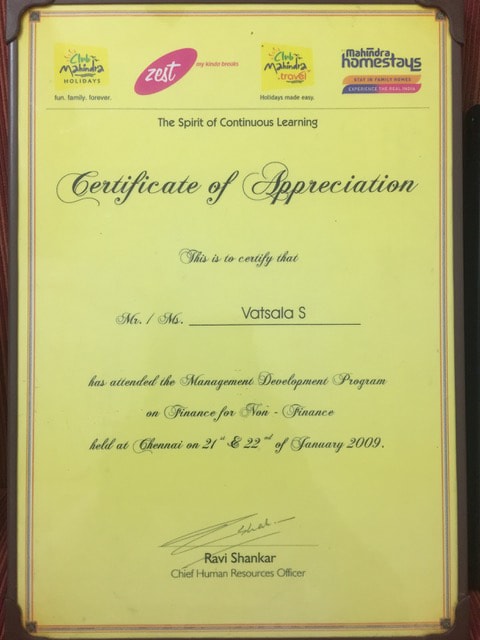 Club Mahindra HOLIDAYS
fun. family. forever.
zest my kinda breaks
Club Mahindra .travel
Holidays made easy.
Mahindra homestays
STAY IN FAMILY HOMES
EXPERIENCE THE REAL INDIA
The Spirit of Continuous Learning
Certificate of Appreciation
This is to certify that
Mr. / Ms. Vatsala S
has attended the Management Development Program
on Finance for Non - Finance
held at Chennai on 21st & 22nd of January 2009.
Ravi Shankar
Chief Human Resources Officer